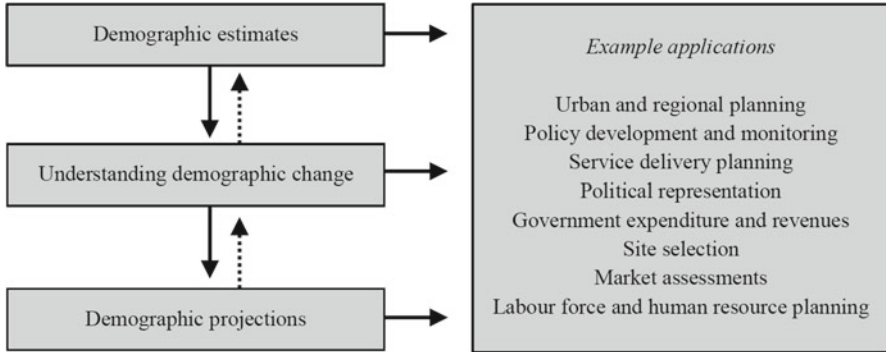 Demographic estimates
Understanding demographic change
Demographic projections
Example applications
Urban and regional planning
Policy development and monitoring
Service delivery planning
Political representation
Government expenditure and revenues
Site selection
Market assessments
Labour force and human resource planning